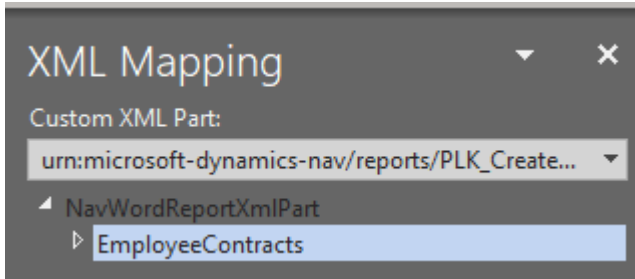 XML Mapping
Custom XML Part:
urn:microsoft-dynamics-nav/reports/PLK_Create...
NavWordReportXmlPart
EmployeeContracts